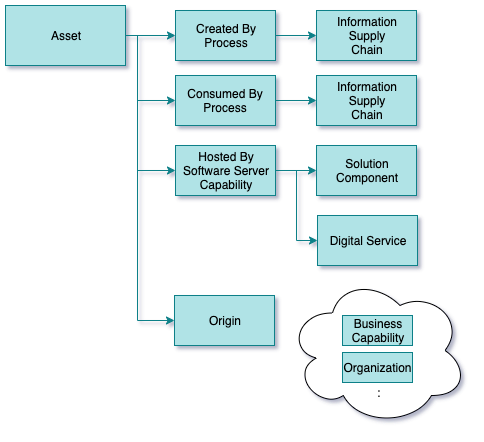 Asset
Created By
Process
Information
Supply
Chain
Consumed By
Process
Information
Supply
Chain
Hosted By
Software Server
Capability
Solution
Component
Digital Service
Origin
Business
Capability
Organization
: